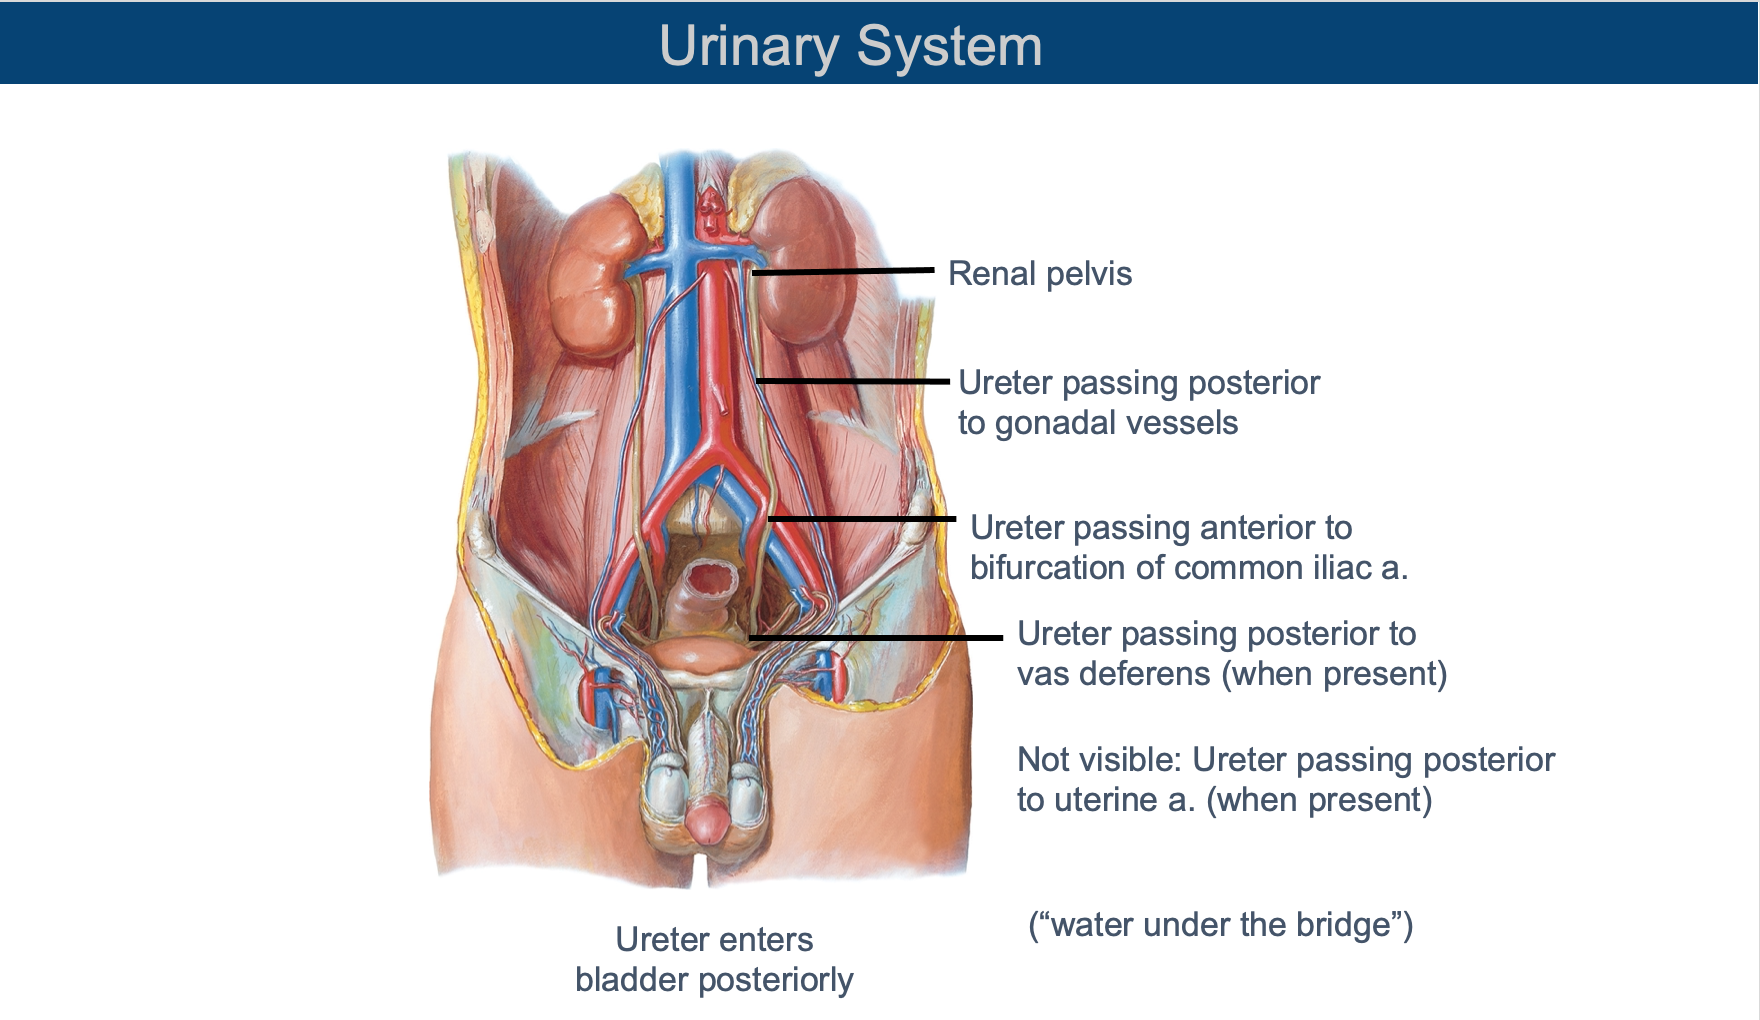 Urinary System
Renal pelvis
Ureter passing posterior
to gonadal vessels
Ureter passing anterior to
bifurcation of common iliac a.
Ureter passing posterior to
vas deferens (when present)
Not visible: Ureter passing posterior
to uterine a. (when present)
(“water under the bridge”)
Ureter enters
bladder posteriorly